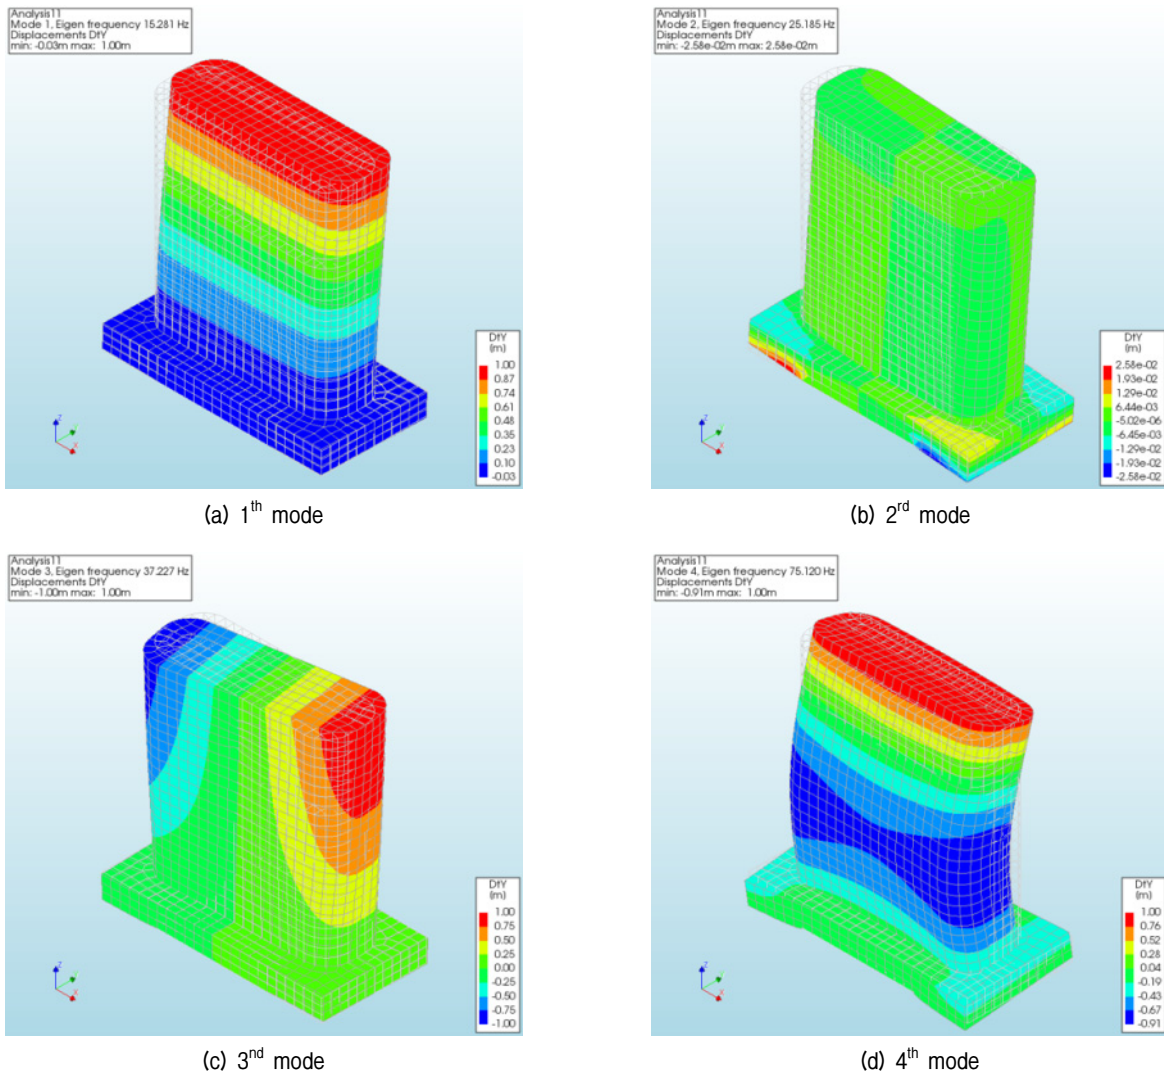 Analysis11
Mode 1, Eigen frequency 15.281 Hz
Displacements DtY
min: -0.03m max: 1.00m
DtY
(m)
1.00
0.87
0.74
0.61
0.48
0.35
0.23
0.10
-0.03
Z
Y
X
(a) 1th mode
Analysis11
Mode 2, Eigen frequency 25.185 Hz
Displacements DtY
min: -2.58e-02m max: 2.58e-02m
DtY
(m)
2.58e-02
1.93e-02
1.29e-02
6.44e-03
-5.02e-06
-6.45e-03
-1.29e-02
-1.93e-02
-2.58e-02
Z
Y
X
(b) 2rd mode
Analysis11
Mode 3, Eigen frequency 37.227 Hz
Displacements DtY
min: -1.00m max: 1.00m
DtY
(m)
1.00
0.75
0.50
0.25
0.00
-0.25
-0.50
-0.75
-1.00
Z
Y
X
(c) 3nd mode
Analysis11
Mode 4, Eigen frequency 75.120 Hz
Displacements DtY
min: -0.91m max: 1.00m
DtY
(m)
1.00
0.76
0.52
0.28
0.04
-0.19
-0.43
-0.67
-0.91
Z
Y
X
(d) 4th mode